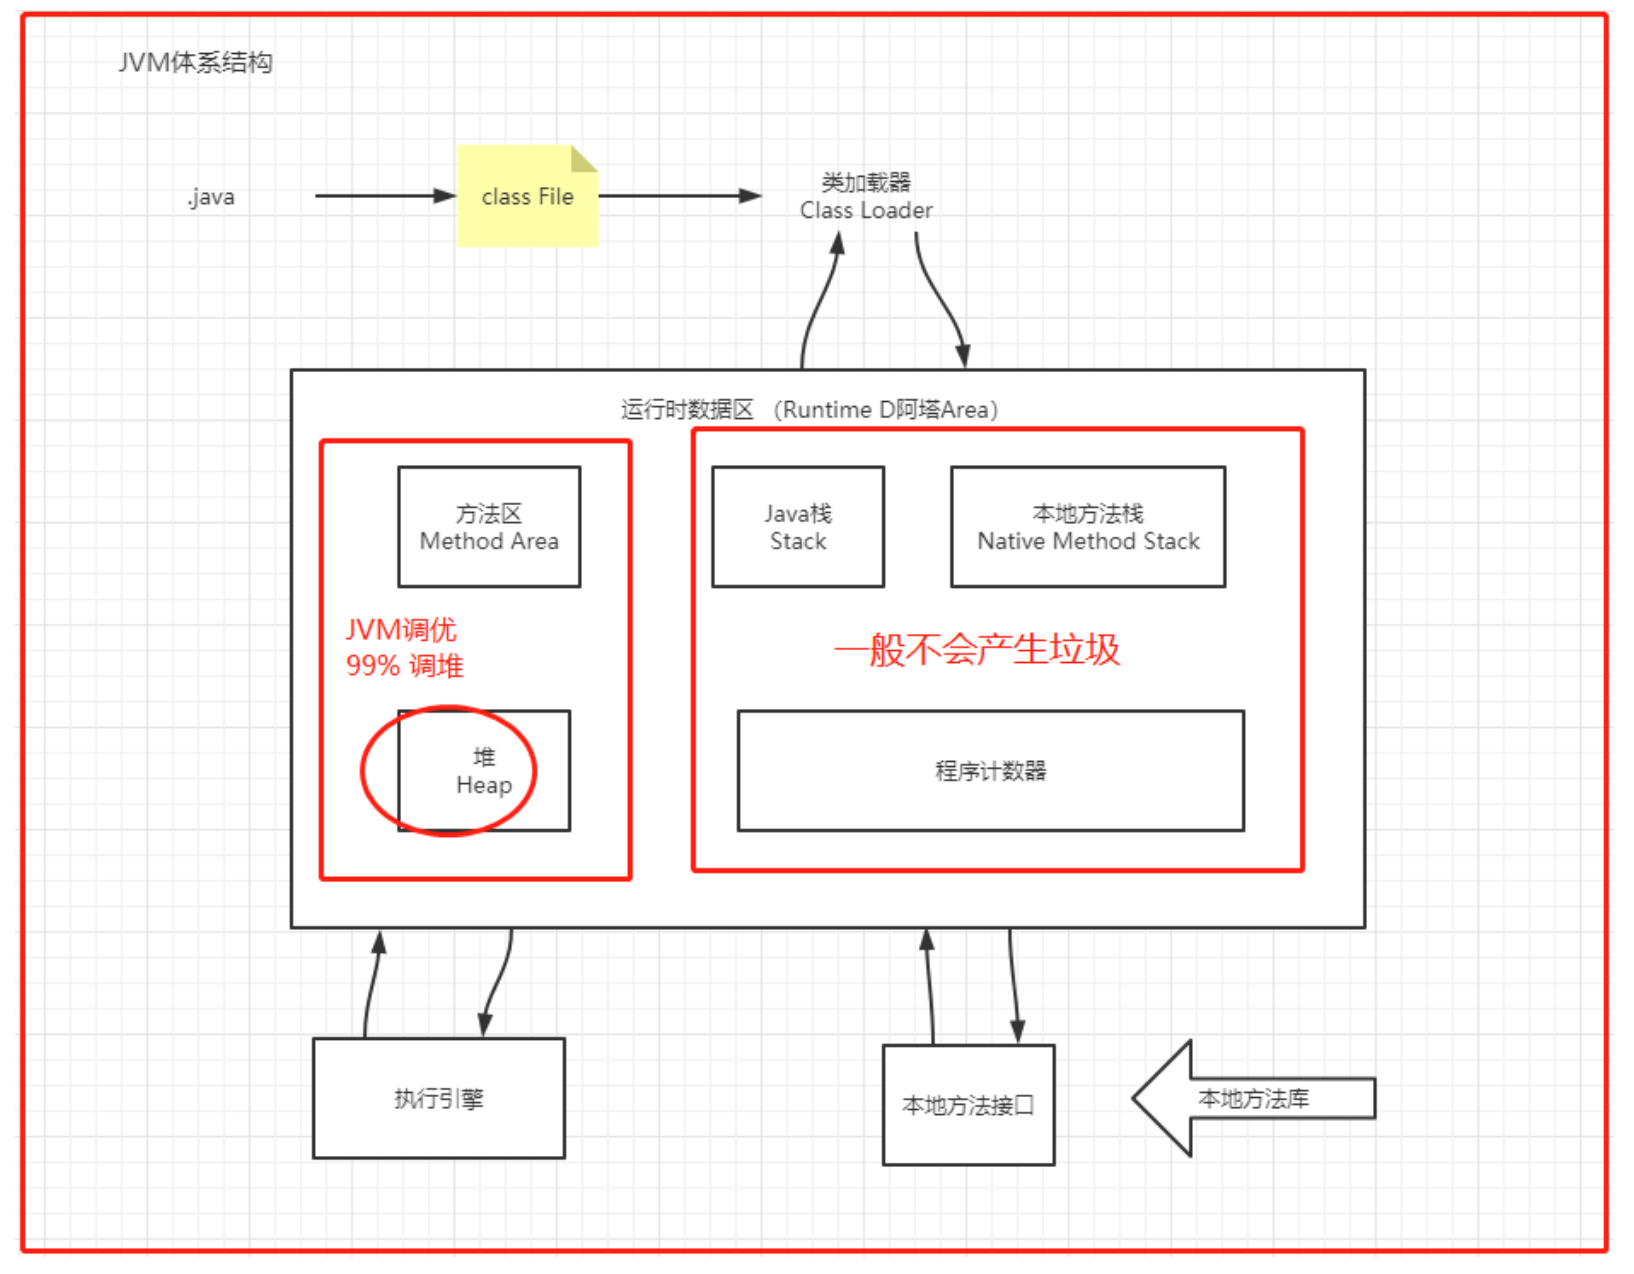 JVM体系结构
.java
class File
类加载器
Class Loader
运行时数据区 （Runtime D阿塔Area）
方法区
Method Area
Java栈
Stack
本地方法栈
Native Method Stack
JVM调优
99% 调堆
一般不会产生垃圾
堆
Heap
程序计数器
执行引擎
本地方法接口
本地方法库